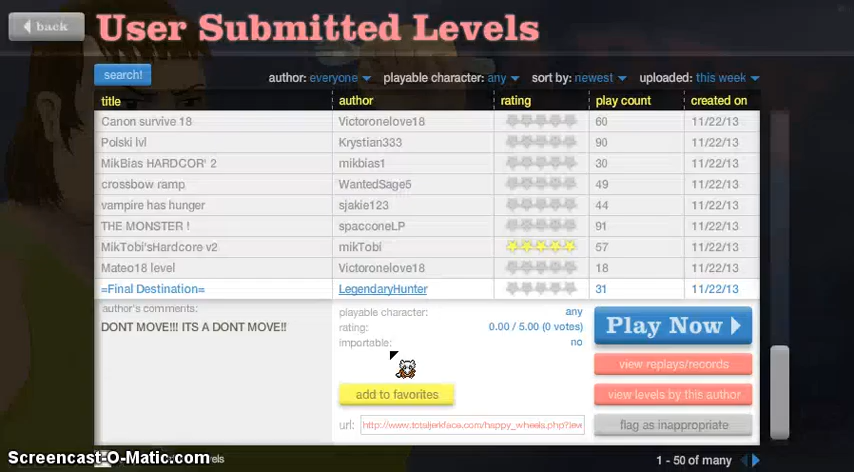 back
User Submitted Levels
search!
author: everyone playable character: any sort by: newest uploaded: this week
title author rating play count created on
Canon survive 18 Victoronelove18 60 11/22/13
Polski lvl Krystian333 90 11/22/13
MikBias HARDCOR' 2 mikbias1 30 11/22/13
crossbow ramp WantedSage5 49 11/22/13
vampire has hunger sjakie123 44 11/22/13
THE MONSTER ! spacconeLP 91 11/22/13
MikTobi'sHardcore v2 mikTobi 57 11/22/13
Mateo18 level Victoronelove18 18 11/22/13
=Final Destination= LegendaryHunter 31 11/22/13
author's comments:
DONT MOVE!!! ITS A DONT MOVE!!
playable character: any
rating: 0.00 / 5.00 (0 votes)
importable: no
add to favorites
url: http://www.totaljerkface.com/happy_wheels.php?lev
Play Now
view replays/records
view levels by this author
flag as inappropriate
Screencast-O-Matic.com
1 - 50 of many